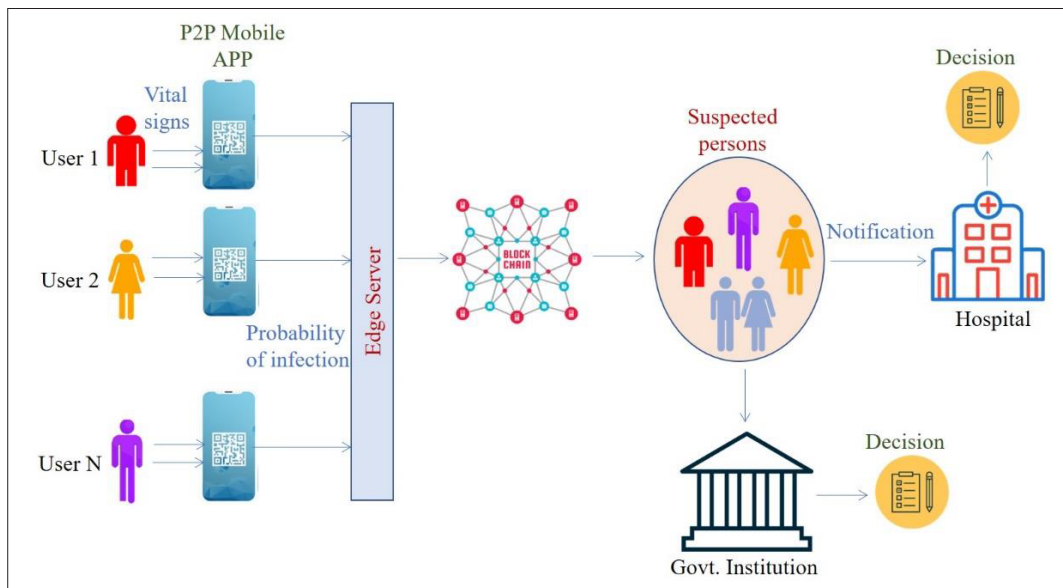 P2P Mobile
APP
Vital
signs
User 1
User 2
User N
Probability
of infection
Edge Server
BLOCK
CHAIN
Suspected
persons
Notification
Decision
Hospital
Decision
Govt. Institution